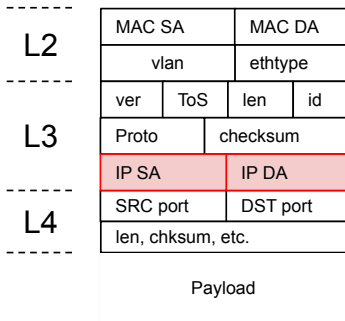 L2
MAC SA MAC DA
vlan ethtype
L3
ver ToS len id
Proto checksum
IP SA IP DA
L4
SRC port DST port
len, chksum, etc.
Payload